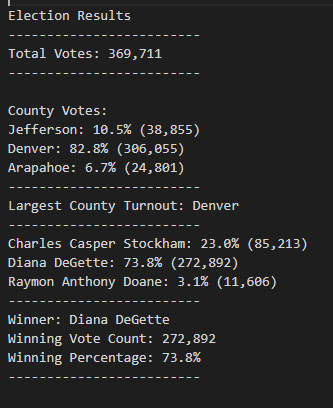 Election Results
-------------------------
Total Votes: 369,711
-------------------------
County Votes:
Jefferson: 10.5% (38,855)
Denver: 82.8% (306,055)
Arapahoe: 6.7% (24,801)
-------------------------
Largest County Turnout: Denver
-------------------------
Charles Casper Stockham: 23.0% (85,213)
Diana DeGette: 73.8% (272,892)
Raymon Anthony Doane: 3.1% (11,606)
-------------------------
Winner: Diana DeGette
Winning Vote Count: 272,892
Winning Percentage: 73.8%
-------------------------